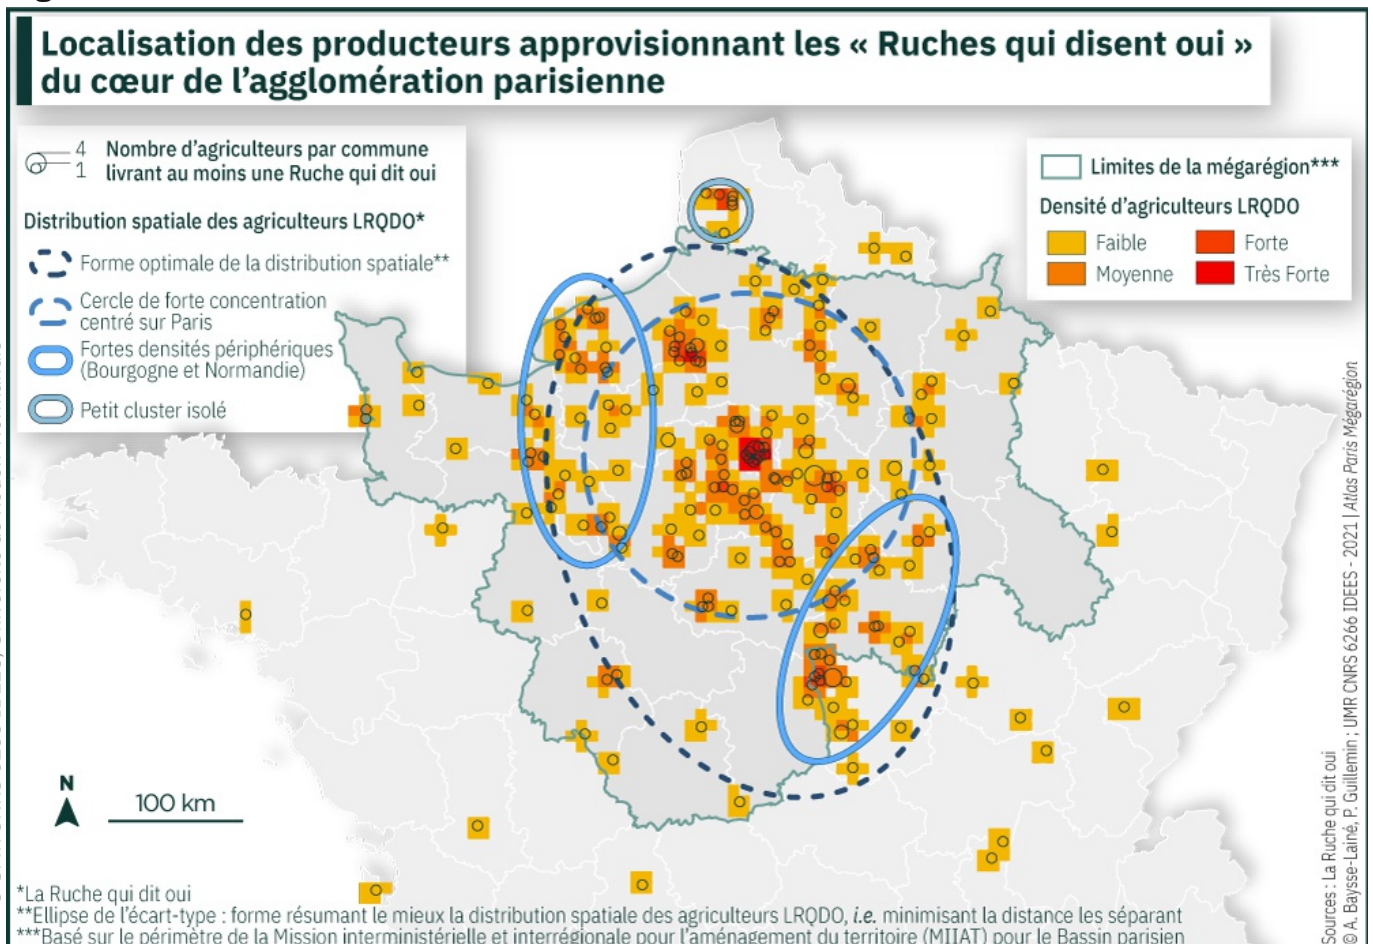 Localisation des producteurs approvisionnant les « Ruches qui disent oui »
du cœur de l’agglomération parisienne
4
1
Nombre d’agriculteurs par commune
livrant au moins une Ruche qui dit oui
Distribution spatiale des agriculteurs LRQDO*
Forme optimale de la distribution spatiale**
Cercle de forte concentration
centré sur Paris
Fortes densités périphériques
(Bourgogne et Normandie)
Petit cluster isolé
Limites de la mégarégion***
Densité d’agriculteurs LRQDO
Faible
Forte
Moyenne
Très Forte
N
100 km
*La Ruche qui dit oui
**Ellipse de l’écart-type : forme résumant le mieux la distribution spatiale des agriculteurs LRQDO, i.e. minimisant la distance les séparant
***Basé sur le périmètre de la Mission interministérielle et interrégionale pour l’aménagement du territoire (MIIAT) pour le Bassin parisien
Sources : La Ruche qui dit oui
© A. Baysse-Lainé, P. Guillemin ; UMR CNRS 6266 IDEES - 2021 | Atlas Paris Mégarégion